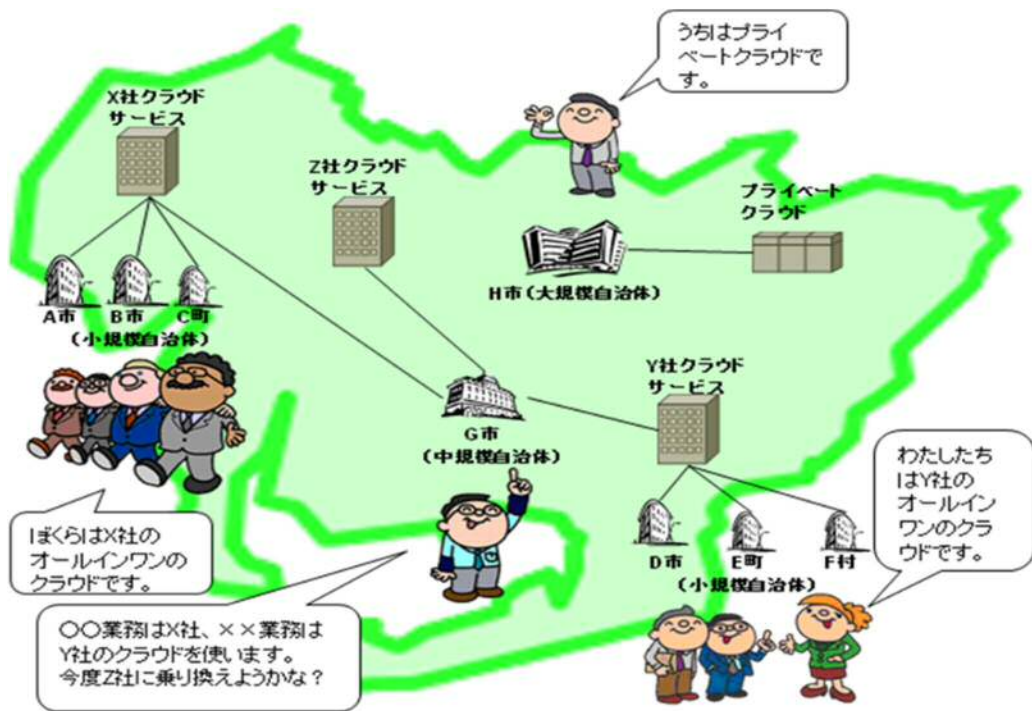 うちはプライ
ベートクラウドで
す。
X社クラウド
サービス
Z社クラウド
サービス
プライベート
クラウド
H市(大規模自治体)
A市
B市
C町
(小規模自治体)
Y社クラウド
サービス
G市
(中規模自治体)
わたしたち
はY社の
オールイン
ワンのクラ
ウドです。
ぼくらはX社の
オールインワンの
クラウドです。
D市
E町
F村
(小規模自治体)
〇〇業務はX社、××業務は
Y社のクラウドを使います。
今度Z社に乗り換えようかな?